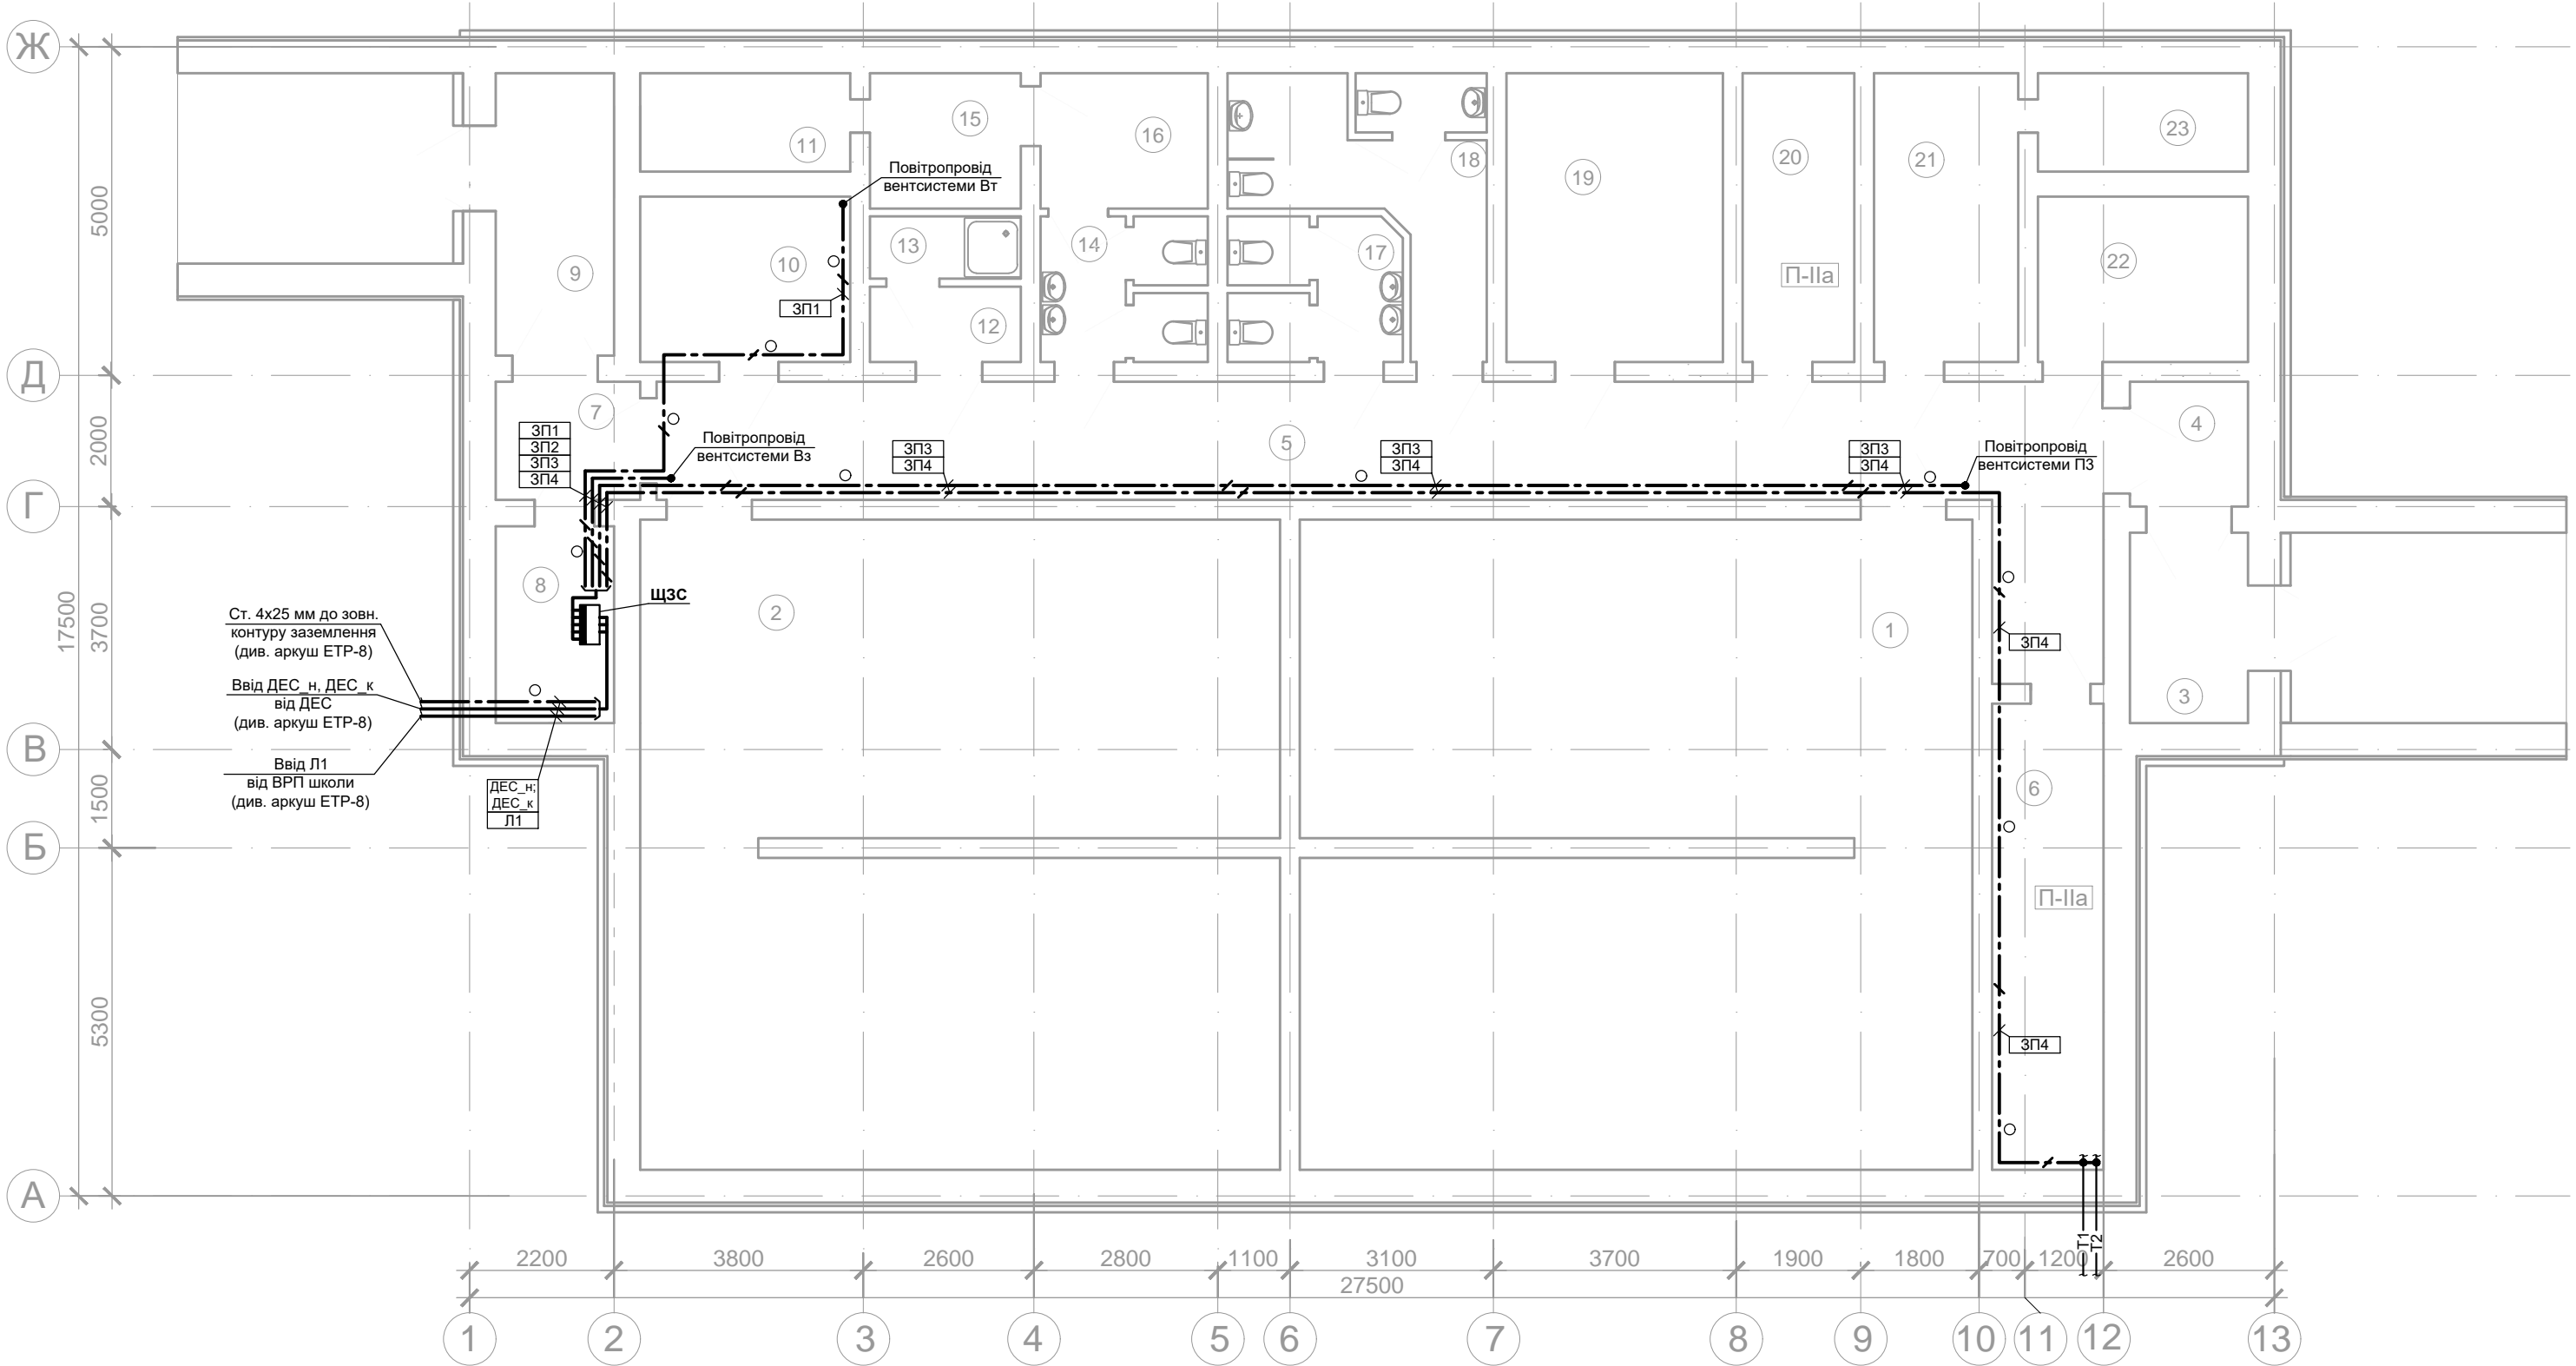 Ж
15
23
16
11
20
18
21
Повітропровід
вентсистеми Вт
19
5000
13
14
17
22
10
9
П-IIа
ЗП1
12
Д
7
4
2000
ЗП1
ЗП2
ЗП3
ЗП4
Повітропровід
вентсистеми Вз
ЗП3
ЗП4
5
ЗП3
ЗП4
ЗП3
ЗП4
Повітропровід
вентсистеми П3
Г
8
ЩЗС
2
1
17500
3700
Ст. 4х25 мм до зовн.
контуру заземлення
(див. аркуш ЕТР-8)
ЗП4
Ввід ДЕС_н, ДЕС_к
від ДЕС
(див. аркуш ЕТР-8)
3
В
Ввід Л1
від ВРП школи
(див. аркуш ЕТР-8)
ДЕС_н;
ДЕС_к
Л1
6
1500
Б
П-IIа
5300
ЗП4
А
Т1
Т2
2200
3800
2600
2800
1100
3100
3700
1900
1800
700
1200
2600
27500
1
2
3
4
5
6
7
8
9
10
11
12
13